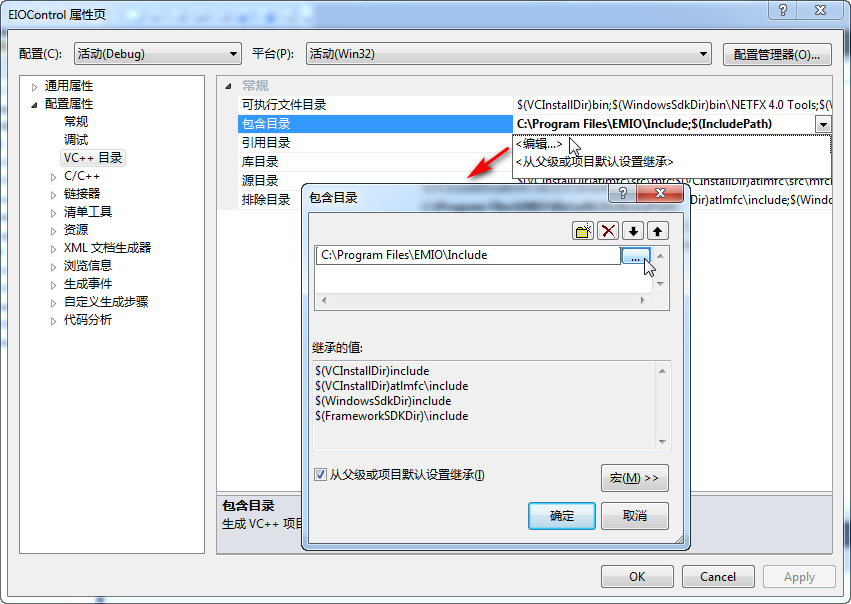 EIOControl 属性页
配置(C): 活动(Debug) 平台(P): 活动(Win32) 配置管理器(O)...
通用属性
配置属性
常规
调试
VC++ 目录
C/C++
链接器
清单工具
资源
XML 文档生成器
浏览信息
生成事件
自定义生成步骤
代码分析
常规
可执行文件目录 $(VCInstallDir)bin;$(WindowsSdkDir)bin\NETFX 4.0 Tools;$(
包含目录 C:\Program Files\EMIO\Include;$(IncludePath)
引用目录 <编辑...>
库目录 <从父级或项目默认设置继承>
源目录
排除目录
包含目录
C:\Program Files\EMIO\Include ...
继承的值:
$(VCInstallDir)include
$(VCInstallDir)atlmfc\include
$(WindowsSdkDir)include
$(FrameworkSDKDir)\include
从父级或项目默认设置继承(I)
宏(M) >>
确定 取消
包含目录
生成 VC++ 项目
OK Cancel Apply